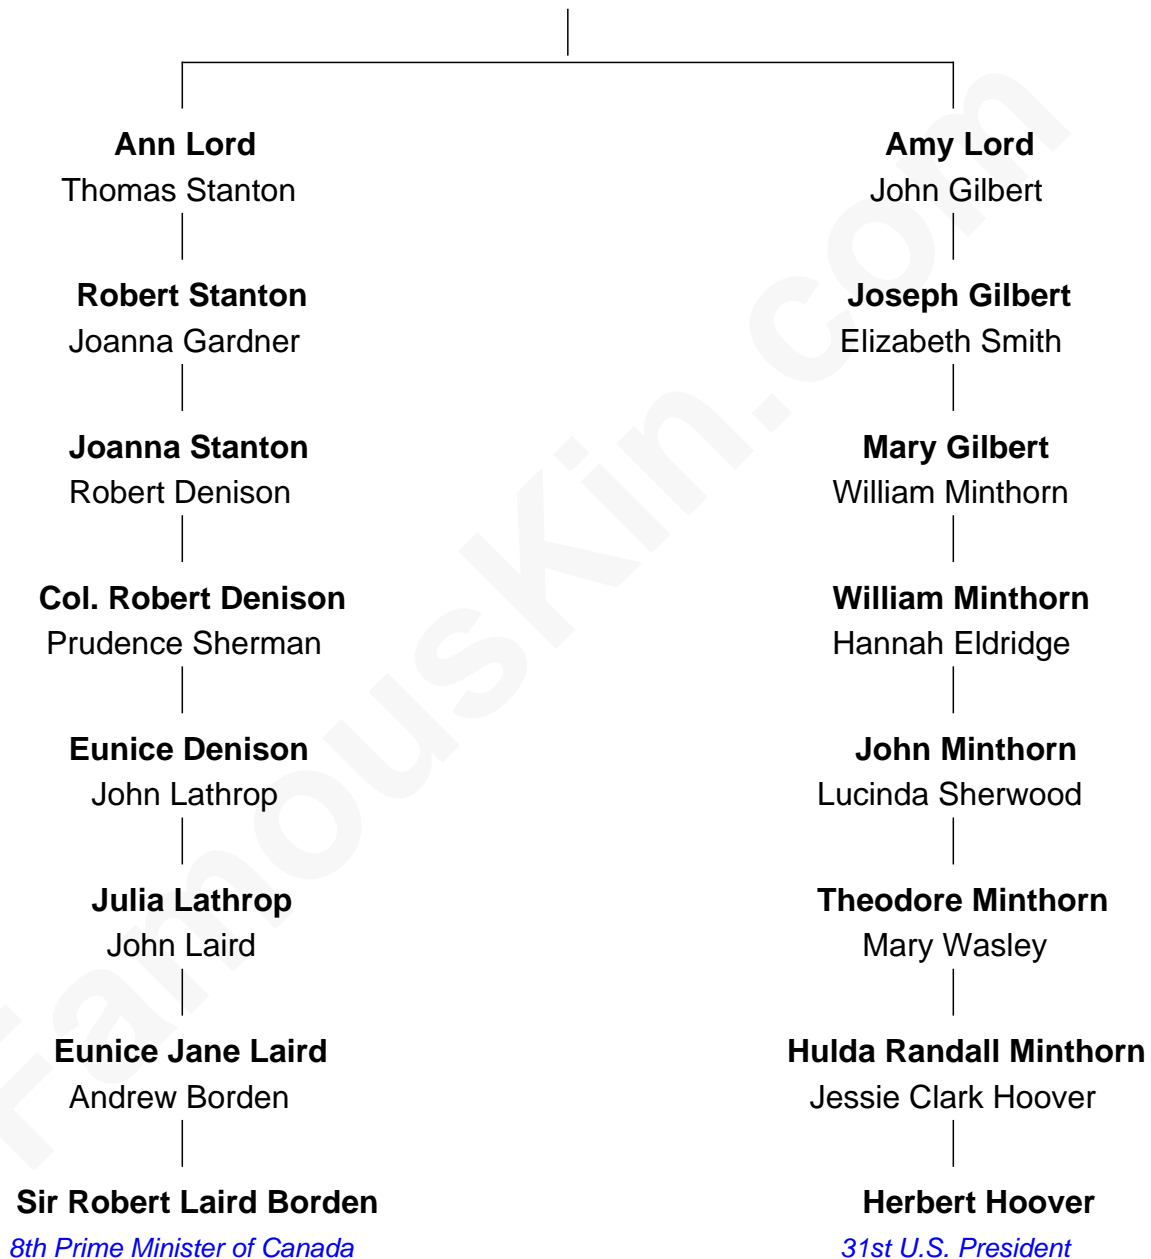 Ann Lord
Thomas Stanton
Amy Lord
John Gilbert
Robert Stanton
Joanna Gardner
Joseph Gilbert
Elizabeth Smith
Joanna Stanton
Robert Denison
Mary Gilbert
William Minthorn
Col. Robert Denison
Prudence Sherman
William Minthorn
Hannah Eldridge
Eunice Denison
John Lathrop
John Minthorn
Lucinda Sherwood
Julia Lathrop
John Laird
Theodore Minthorn
Mary Wasley
Eunice Jane Laird
Andrew Borden
Hulda Randall Minthorn
Jessie Clark Hoover
Sir Robert Laird Borden
8th Prime Minister of Canada
Herbert Hoover
31st U.S. President
FamousKin.com